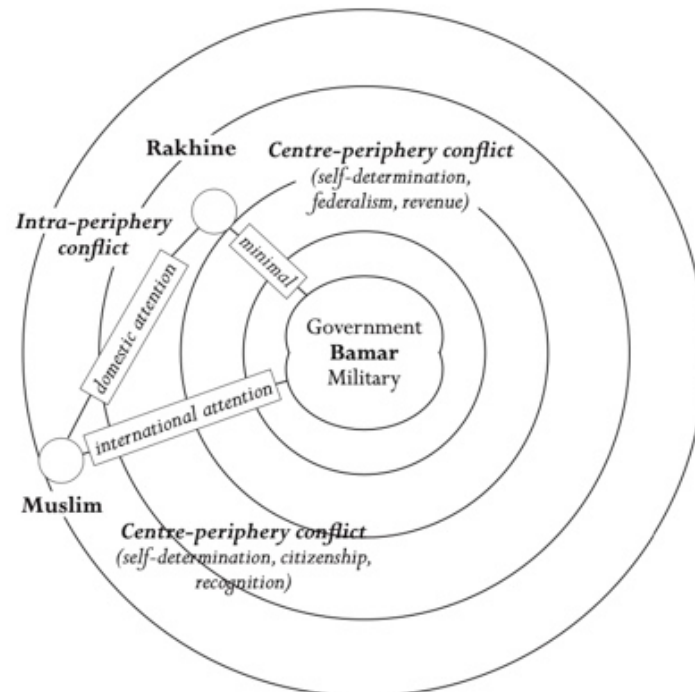 Rakhine
Centre-periphery conflict
(self-determination,
federalism, revenue)
Intra-periphery
conflict
minimal
domestic attention
Government
Bamar
Military
international attention
Muslim
Centre-periphery conflict
(self-determination, citizenship,
recognition)